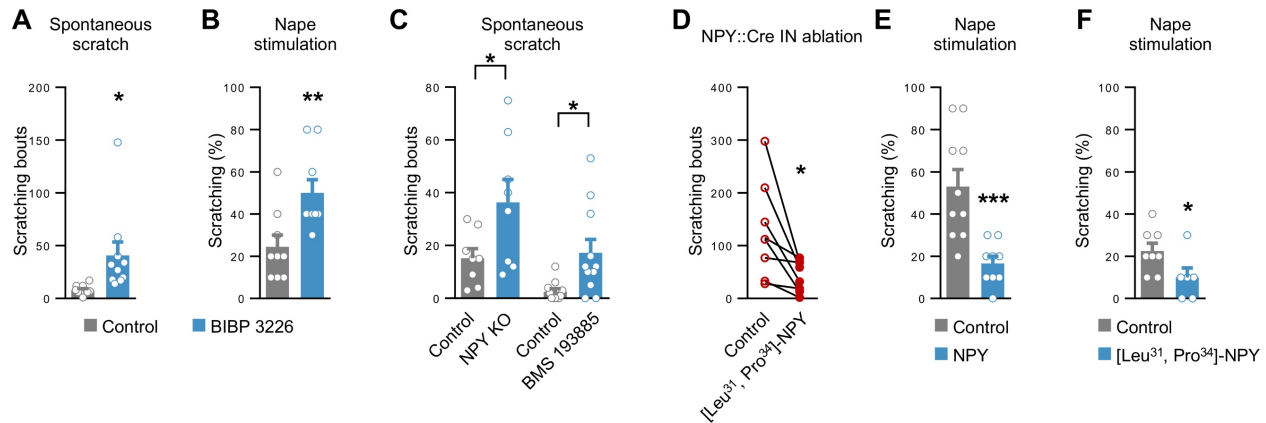 A Spontaneous scratch
Scratching bouts
200
150
100
50
0
*
B Nape stimulation
Scratching (%)
100
80
60
40
20
0
**
Control
BIBP 3226
C Spontaneous scratch
Scratching bouts
80
60
40
20
0
*
*
Control
NPY KO
Control
BMS 193885
D NPY::Cre IN ablation
Scratching bouts
400
300
200
100
0
*
Control
[Leu³¹, Pro³⁴]-NPY
E Nape stimulation
Scratching (%)
100
80
60
40
20
0
***
Control
NPY
F Nape stimulation
Scratching (%)
100
80
60
40
20
0
*
Control
[Leu³¹, Pro³⁴]-NPY